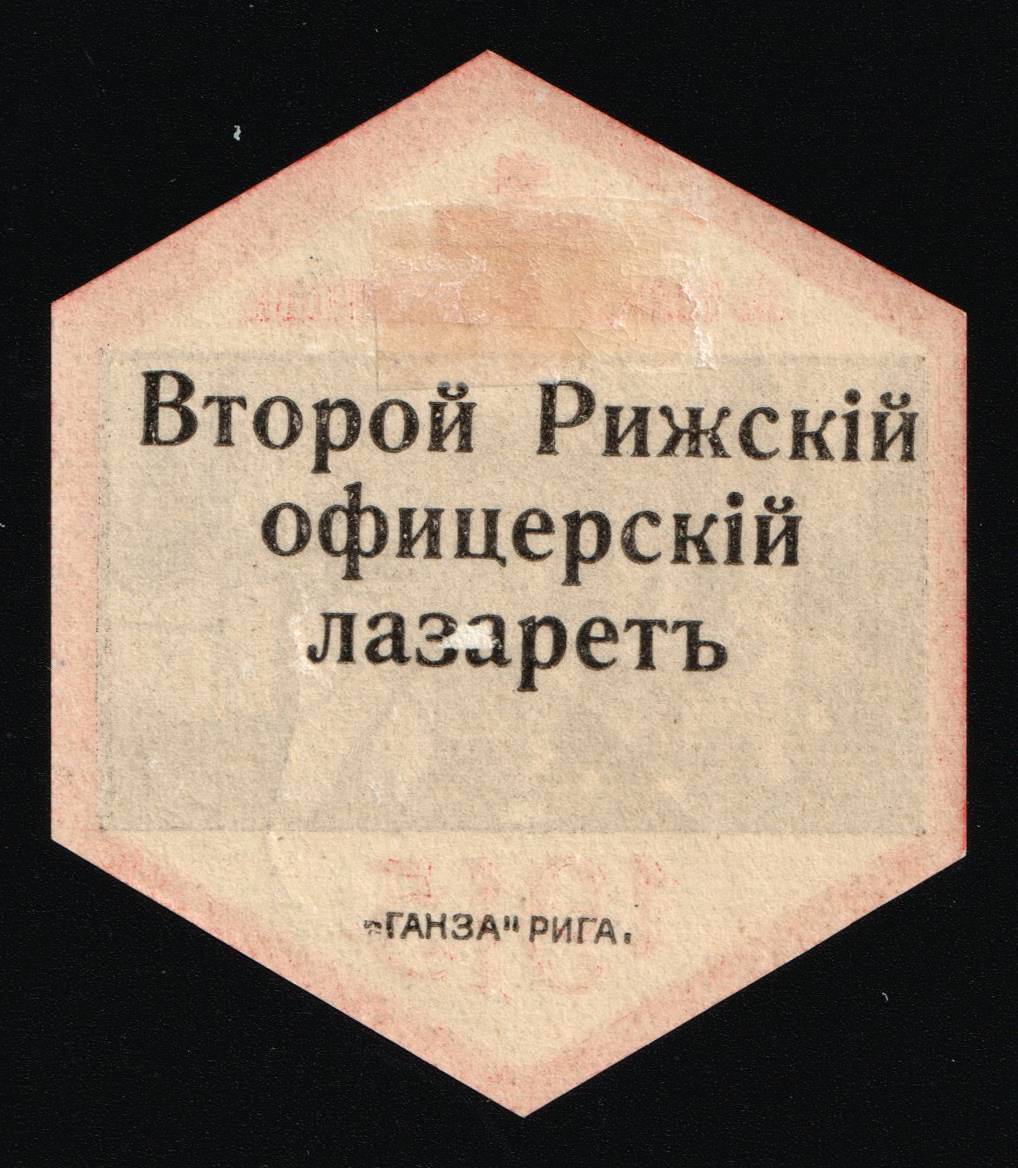 Второй Рижскій
офицерскій
лазаретъ
„ГАНЗА" РИГА.